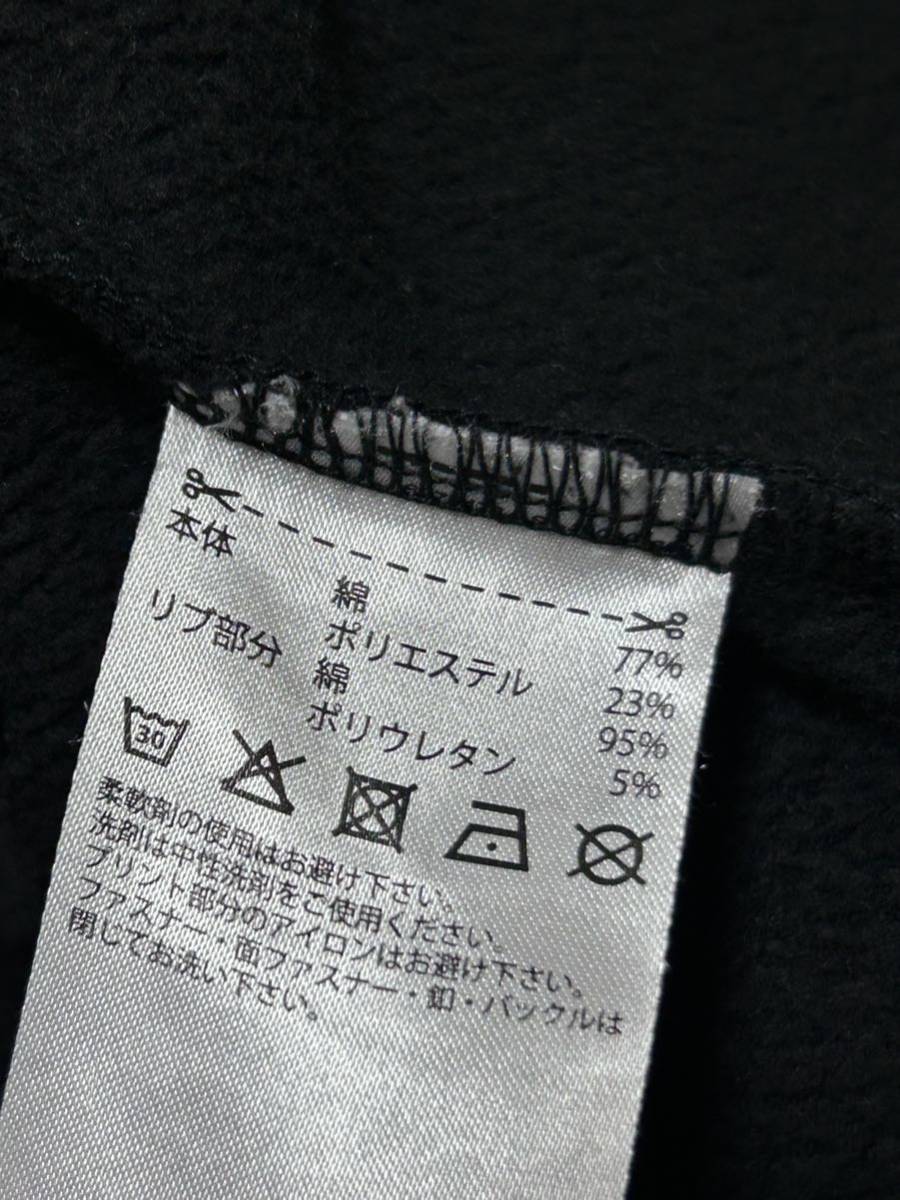 本体 綿 77%
ポリエステル 23%
リブ部分 綿 95%
ポリウレタン 5%
30
柔軟剤の使用はお避け下さい。
洗剤は中性洗剤をご使用ください。
プリント部分のアイロンはお避け下さい。
ファスナー・面ファスナー・釦・バックルは
閉じてお洗い下さい。